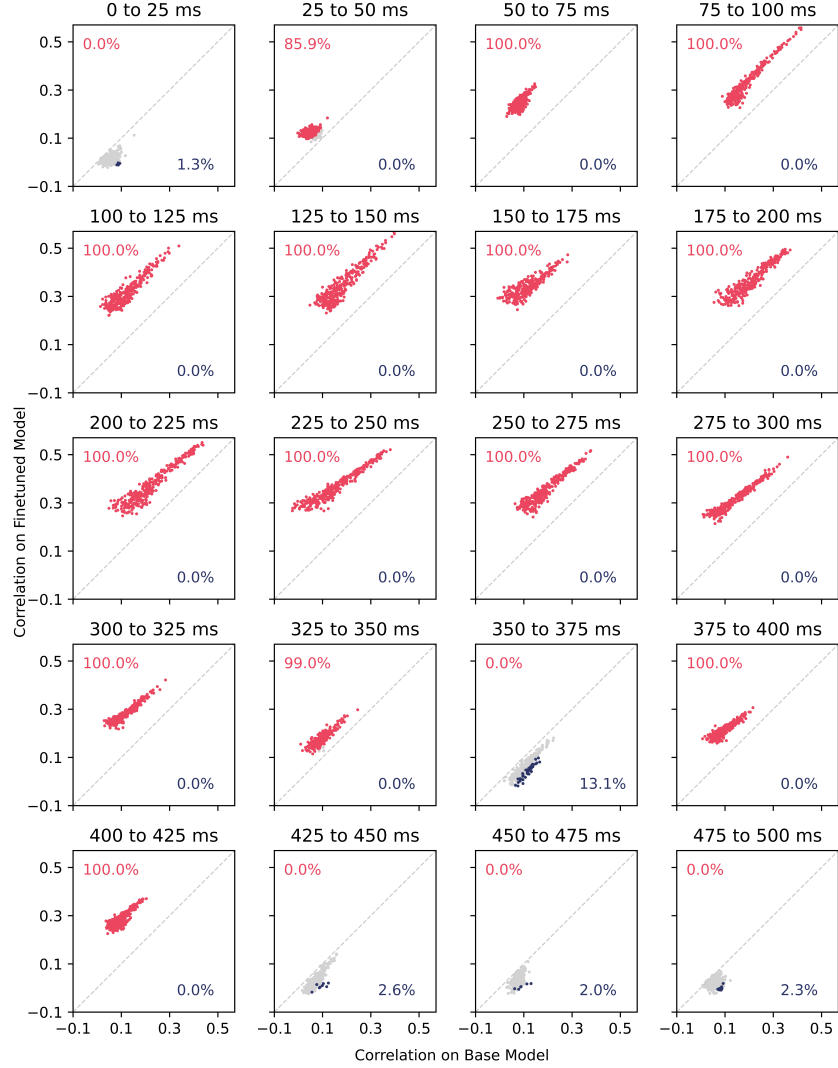 0 to 25 ms
25 to 50 ms
50 to 75 ms
75 to 100 ms
0.5
0.3
0.1
−0.1
0.0%
1.3%
85.9%
0.0%
100.0%
0.0%
100.0%
0.0%
100 to 125 ms
125 to 150 ms
150 to 175 ms
175 to 200 ms
0.5
0.3
0.1
−0.1
100.0%
0.0%
100.0%
0.0%
100.0%
0.0%
100.0%
0.0%
200 to 225 ms
225 to 250 ms
250 to 275 ms
275 to 300 ms
0.5
0.3
0.1
−0.1
100.0%
0.0%
100.0%
0.0%
100.0%
0.0%
100.0%
0.0%
Correlation on Finetuned Model
300 to 325 ms
325 to 350 ms
350 to 375 ms
375 to 400 ms
0.5
0.3
0.1
−0.1
100.0%
0.0%
99.0%
0.0%
0.0%
13.1%
100.0%
0.0%
400 to 425 ms
425 to 450 ms
450 to 475 ms
475 to 500 ms
0.5
0.3
0.1
−0.1
100.0%
0.0%
0.0%
2.6%
0.0%
2.0%
0.0%
2.3%
−0.1 0.1 0.3 0.5
−0.1 0.1 0.3 0.5
−0.1 0.1 0.3 0.5
−0.1 0.1 0.3 0.5
Correlation on Base Model